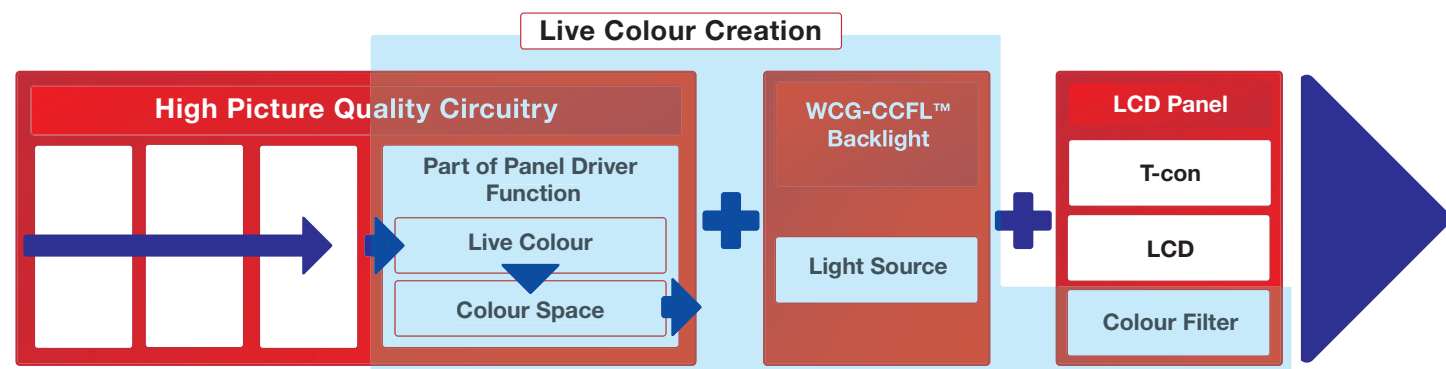 Live Colour Creation
High Picture Quality Circuitry
Part of Panel Driver
Function
Live Colour
Colour Space
WCG-CCFL™
Backlight
Light Source
LCD Panel
T-con
LCD
Colour Filter